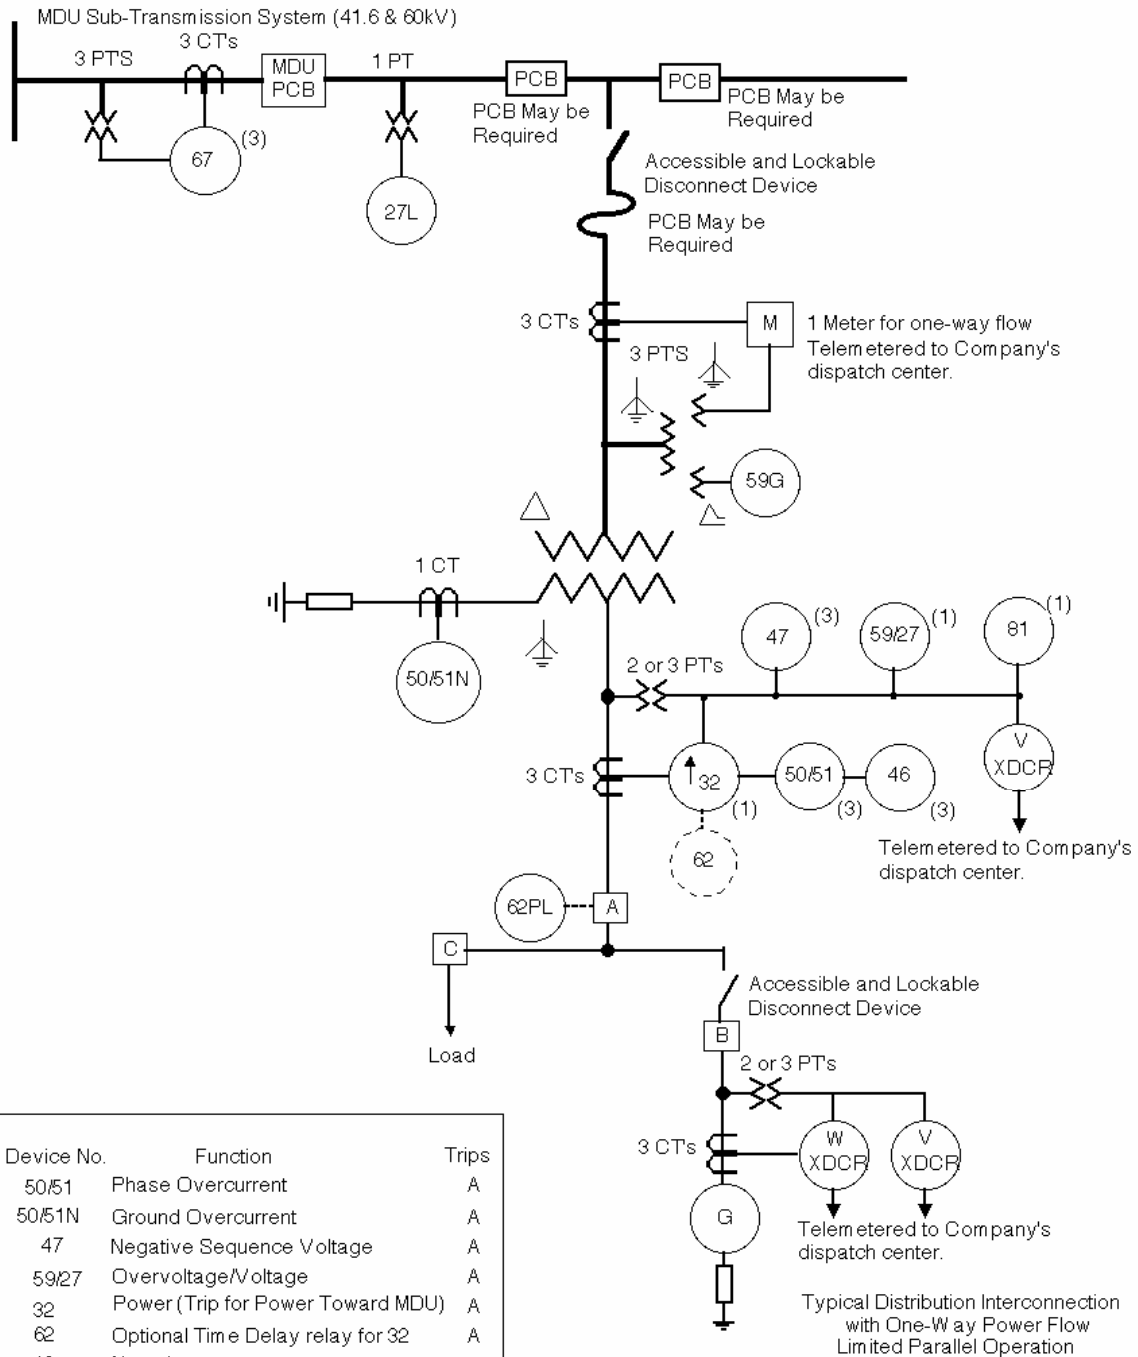 MDU Sub-Transmission System (41.6 & 60kV)
3 PT'S
3 CT's
MDU
PCB
1 PT
PCB
PCB May be
Required
PCB
PCB May be
Required
67
(3)
27L
Accessible and Lockable
Disconnect Device
PCB May be
Required
3 CT's
M
1 Meter for one-way flow
Telemetered to Company's
dispatch center.
3 PT'S
59G
1 CT
50/51N
2 or 3 PT's
47
(3)
59/27
(1)
81
(1)
3 CT's
32
(1)
50/51
(3)
46
(3)
V
XDCR
Telemetered to Company's
dispatch center.
62
62PL
A
C
Load
Accessible and Lockable
Disconnect Device
B
2 or 3 PT's
3 CT's
W
XDCR
V
XDCR
G
Telemetered to Company's
dispatch center.
Typical Distribution Interconnection
with One-Way Power Flow
Limited Parallel Operation
Device No. Function Trips
50/51 Phase Overcurrent A
50/51N Ground Overcurrent A
47 Negative Sequence Voltage A
59/27 Overvoltage/Voltage A
32 Power (Trip for Power Toward MDU) A
62 Optional Time Delay relay for 32 A